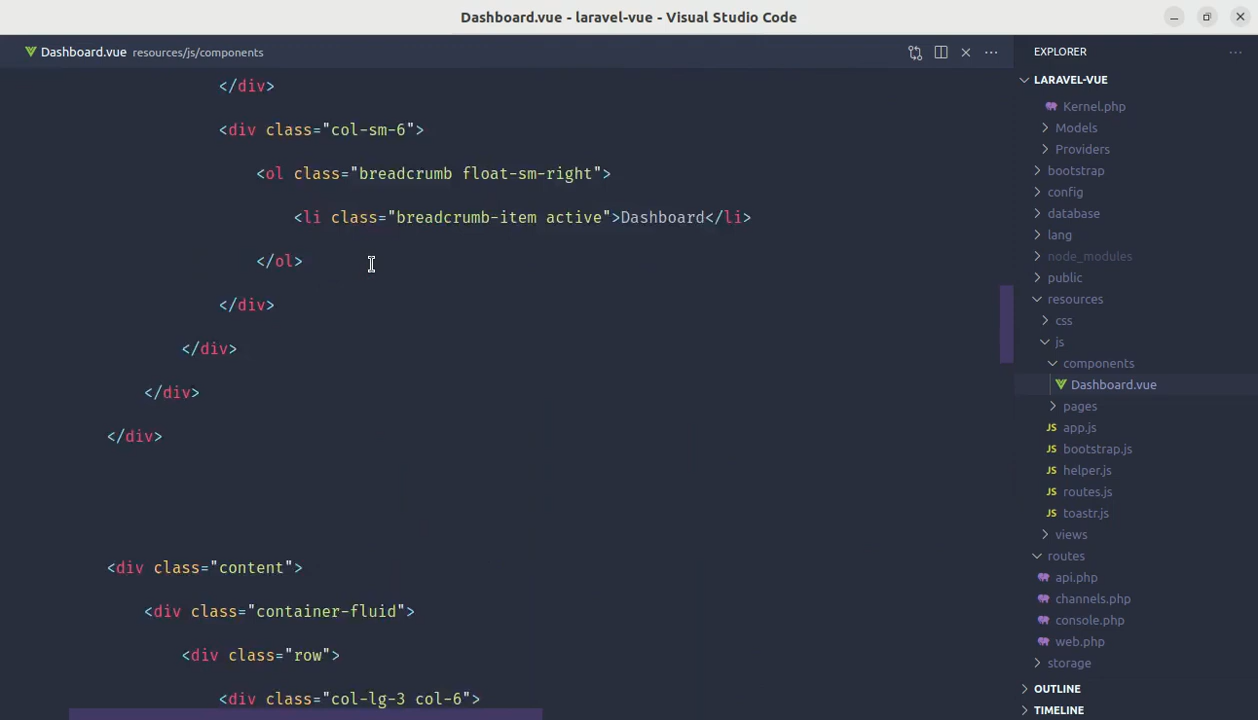 Dashboard.vue - laravel-vue - Visual Studio Code
Dashboard.vue resources/js/components
</div>
<div class="col-sm-6">
<ol class="breadcrumb float-sm-right">
<li class="breadcrumb-item active">Dashboard</li>
</ol>
</div>
</div>
</div>
</div>
<div class="content">
<div class="container-fluid">
<div class="row">
<div class="col-lg-3 col-6">
EXPLORER
LARAVEL-VUE
Kernel.php
Models
Providers
bootstrap
config
database
lang
node_modules
public
resources
css
js
components
Dashboard.vue
pages
JS app.js
JS bootstrap.js
JS helper.js
JS routes.js
JS toastr.js
views
routes
api.php
channels.php
console.php
web.php
storage
OUTLINE
TIMELINE